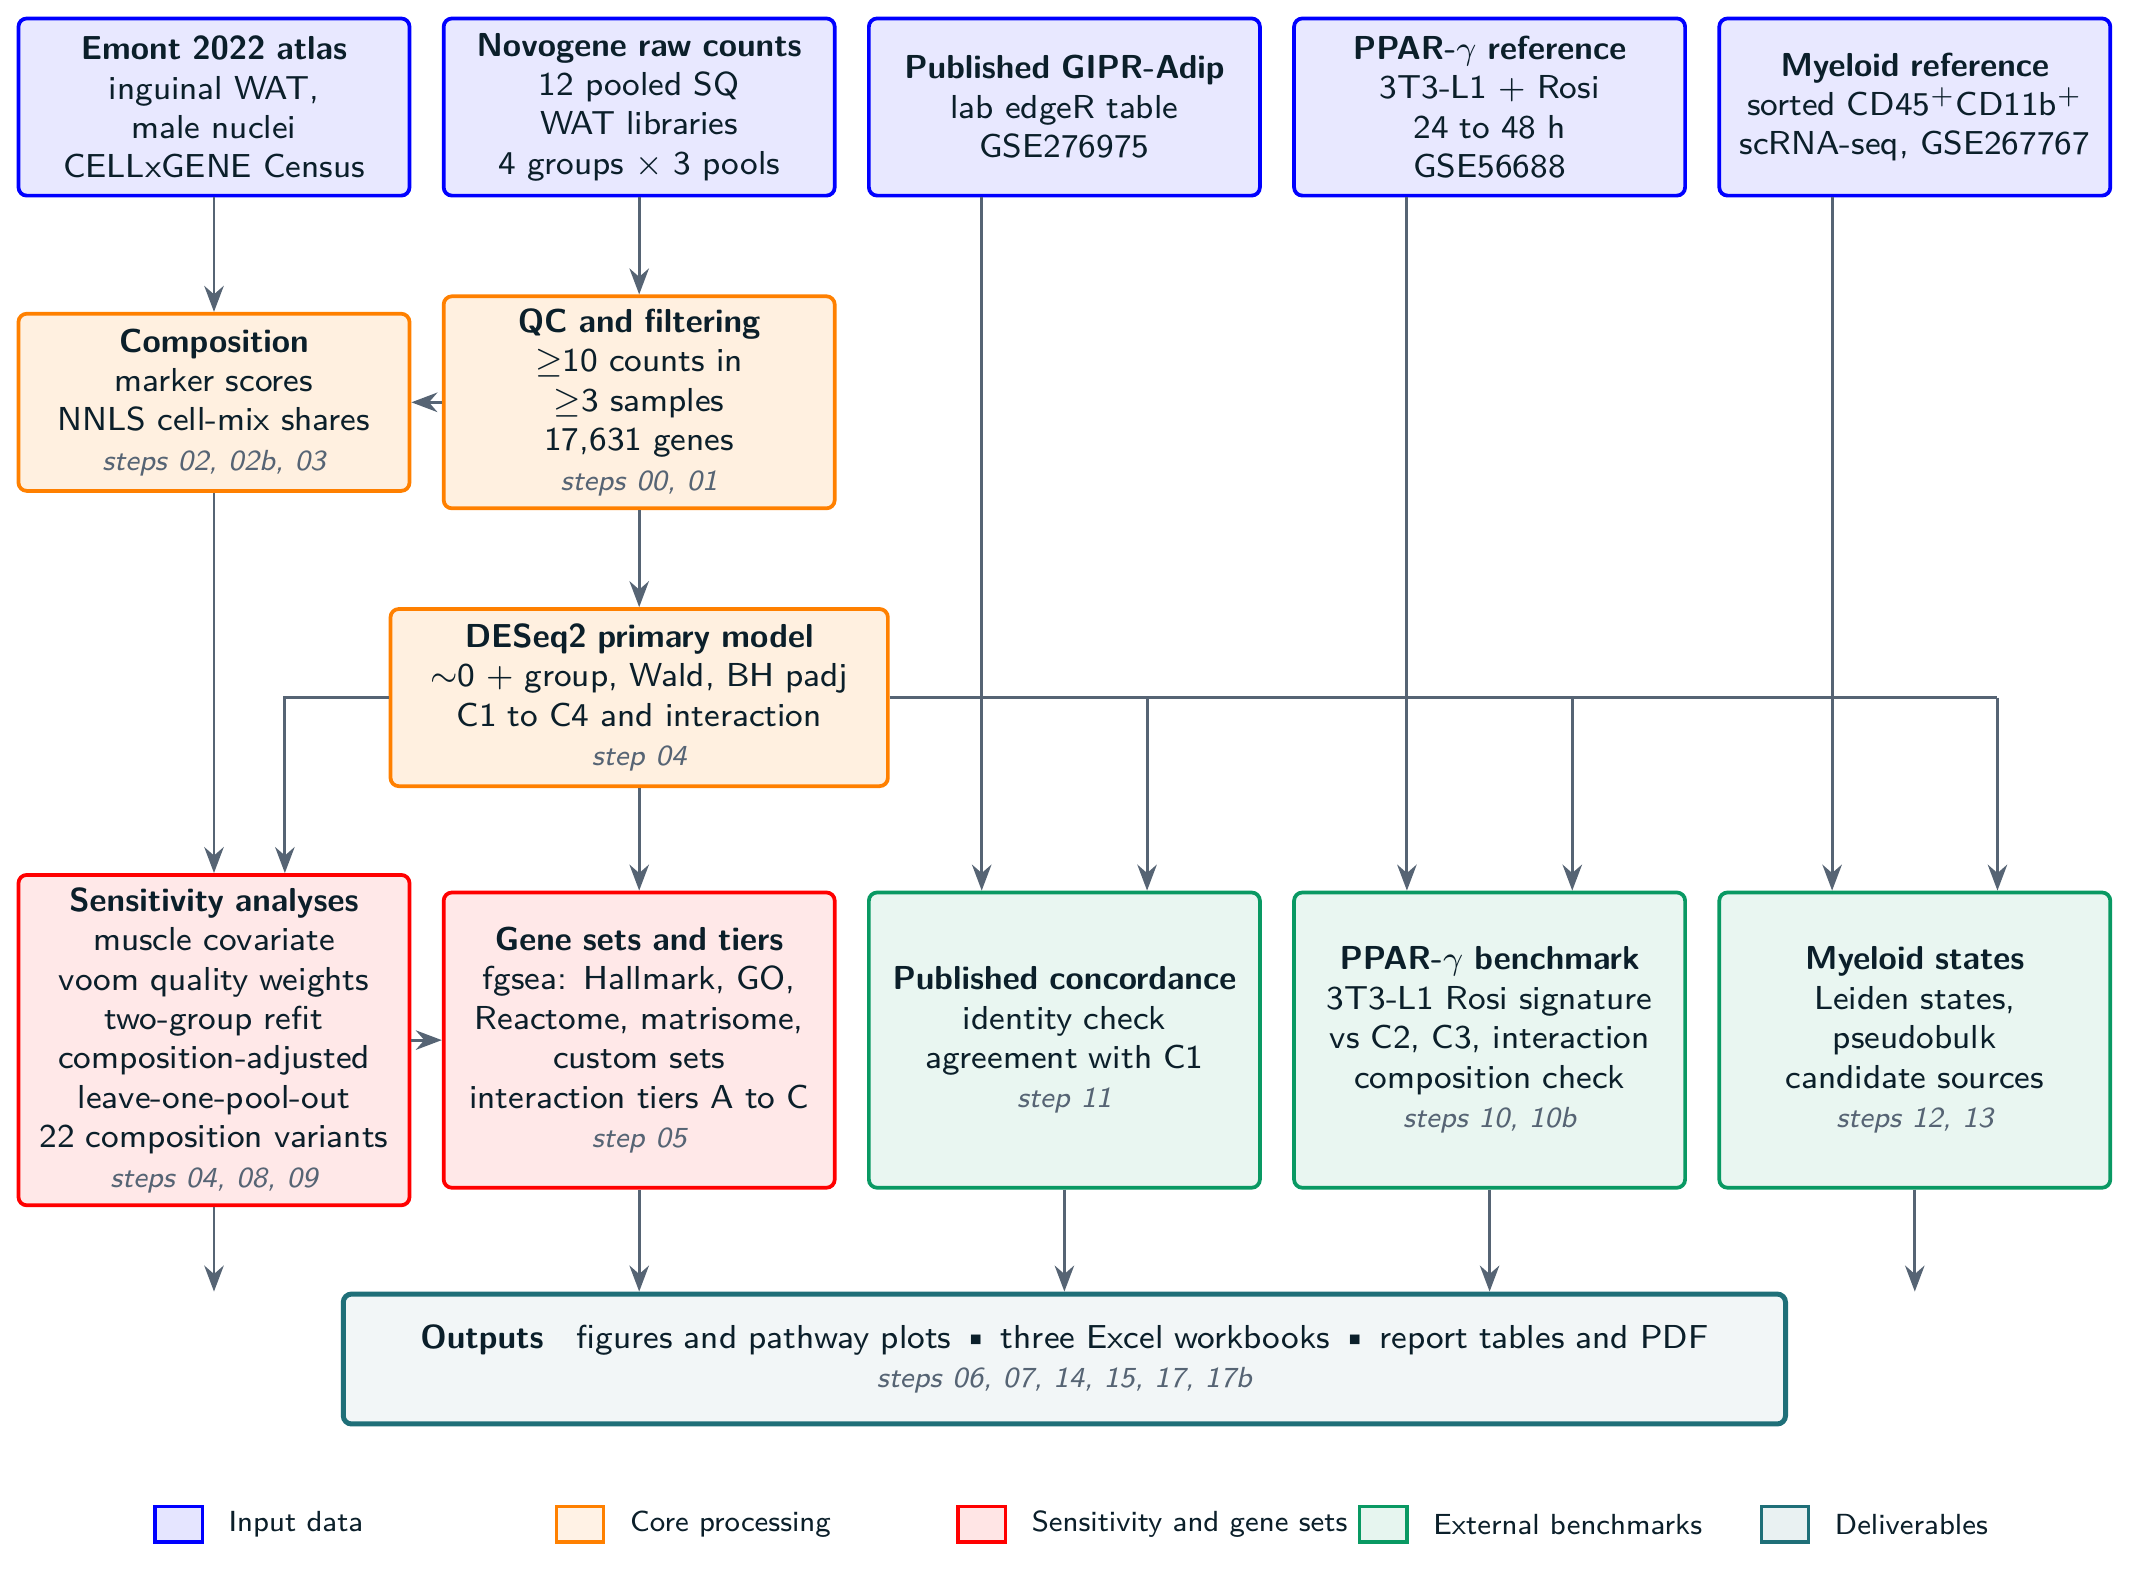 Emont 2022 atlas
inguinal WAT,
male nuclei
CELLxGENE Census
Novogene raw counts
12 pooled SQ
WAT libraries
4 groups × 3 pools
Published GIPR-Adip
lab edgeR table
GSE276975
PPAR-γ reference
3T3-L1 + Rosi
24 to 48 h
GSE56688
Myeloid reference
sorted CD45⁺CD11b⁺
scRNA-seq, GSE267767
Composition
marker scores
NNLS cell-mix shares
steps 02, 02b, 03
QC and filtering
≥10 counts in
≥3 samples
17,631 genes
steps 00, 01
DESeq2 primary model
~0 + group, Wald, BH padj
C1 to C4 and interaction
step 04
Sensitivity analyses
muscle covariate
voom quality weights
two-group refit
composition-adjusted
leave-one-pool-out
22 composition variants
steps 04, 08, 09
Gene sets and tiers
fgsea: Hallmark, GO,
Reactome, matrisome,
custom sets
interaction tiers A to C
step 05
Published concordance
identity check
agreement with C1
step 11
PPAR-γ benchmark
3T3-L1 Rosi signature
vs C2, C3, interaction
composition check
steps 10, 10b
Myeloid states
Leiden states,
pseudobulk
candidate sources
steps 12, 13
Outputs figures and pathway plots ▪ three Excel workbooks ▪ report tables and PDF
steps 06, 07, 14, 15, 17, 17b
Input data
Core processing
Sensitivity and gene sets
External benchmarks
Deliverables